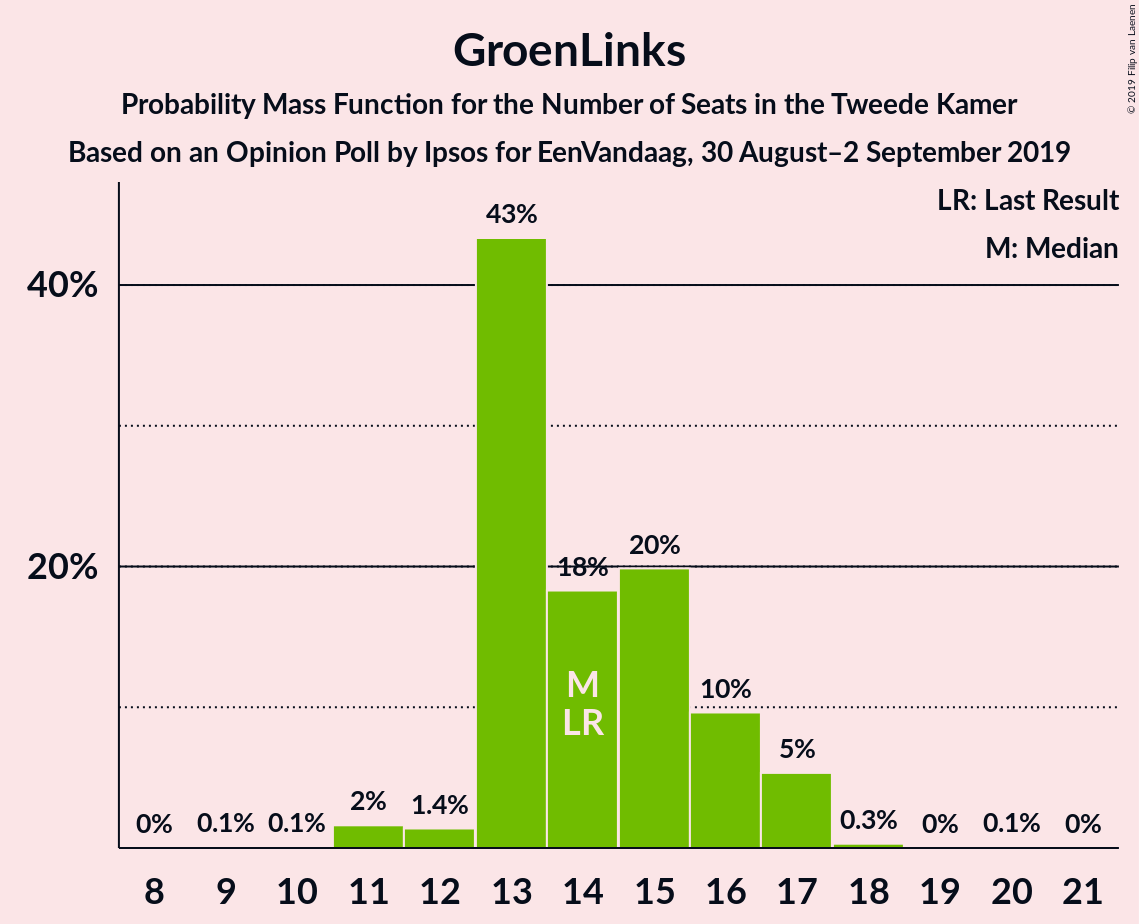 © 2019 Filip van Laenen
GroenLinks
Probability Mass Function for the Number of Seats in the Tweede Kamer
Based on an Opinion Poll by Ipsos for EenVandaag, 30 August–2 September 2019
LR: Last Result
M: Median
40%
20%
0% 0.1% 0.1% 2% 1.4% 43% 18% 20% 10% 5% 0.3% 0% 0.1% 0%
M
LR
8 9 10 11 12 13 14 15 16 17 18 19 20 21